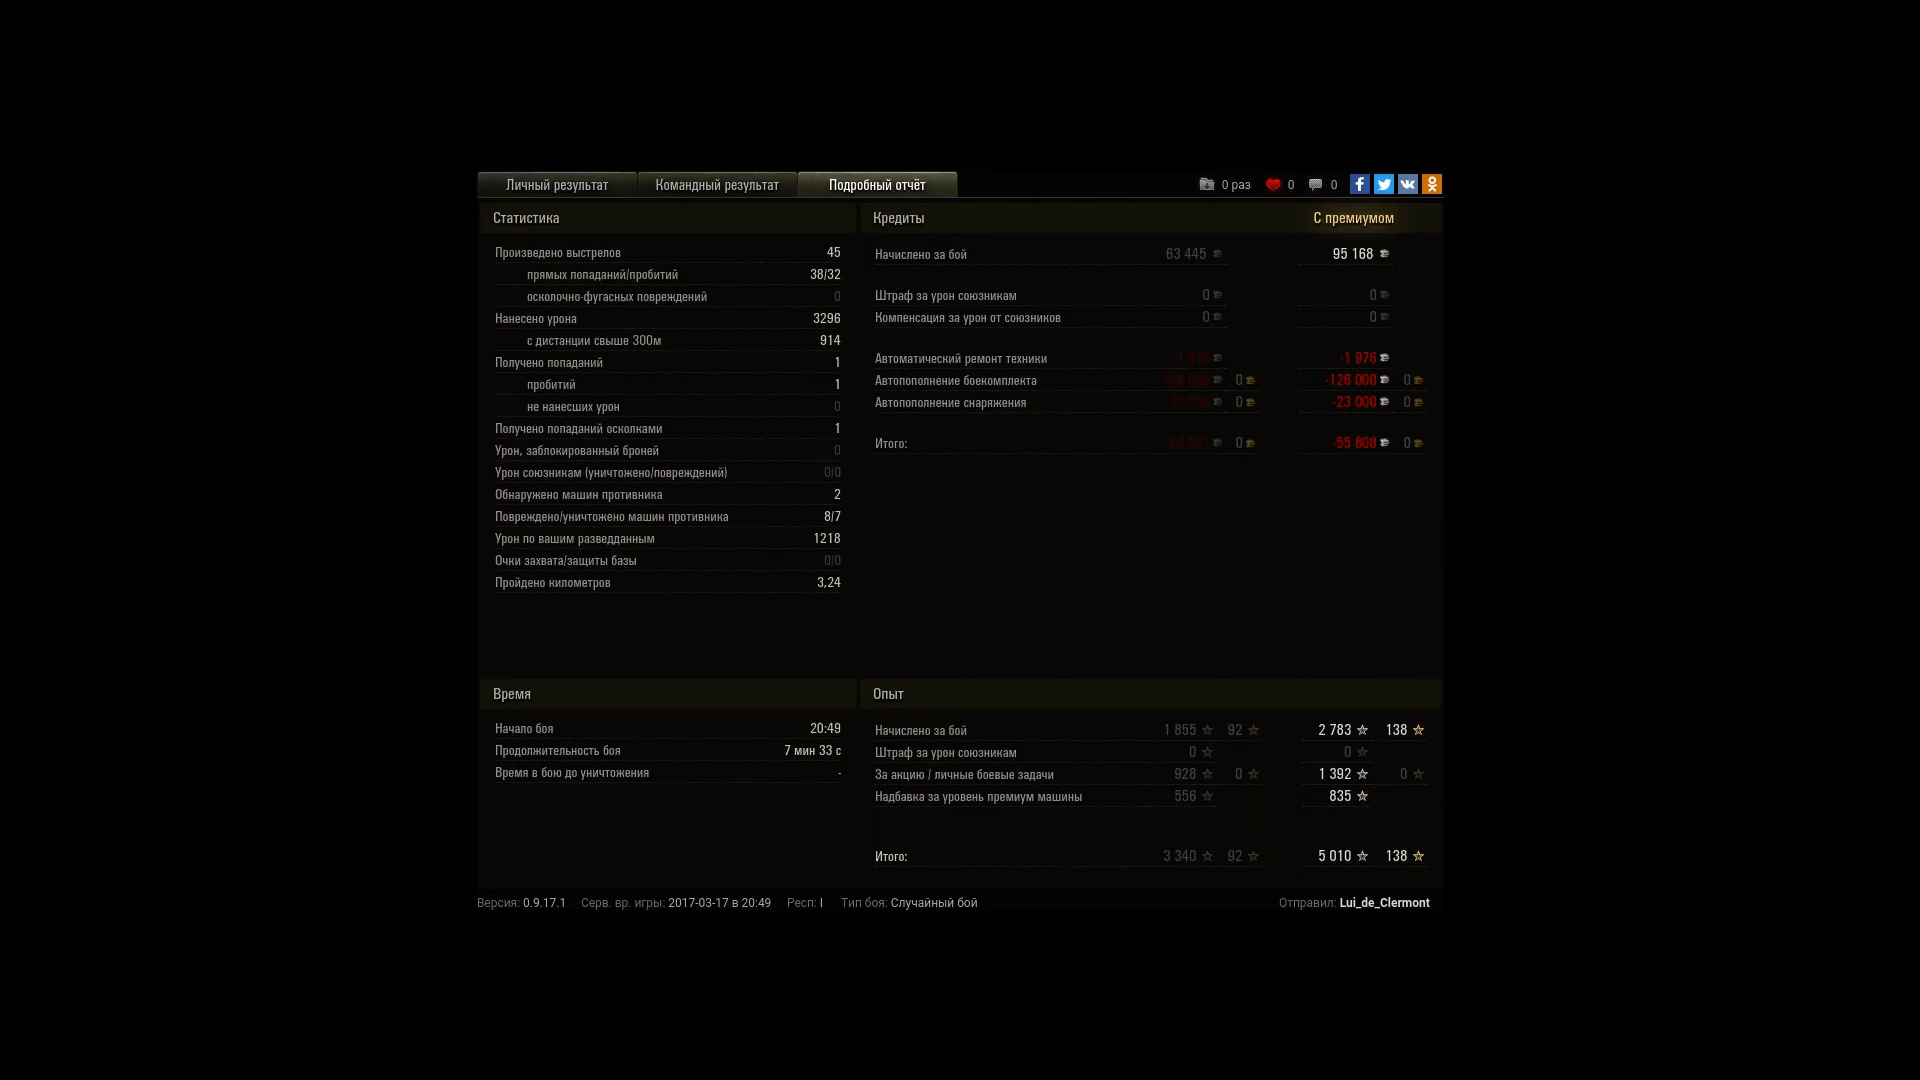 Личный результат Командный результат Подробный отчёт 0 раз 0 0
Статистика
Произведено выстрелов 45
прямых попаданий/пробитий 38/32
осколочно-фугасных повреждений 0
Нанесено урона 3296
с дистанции свыше 300м 914
Получено попаданий 1
пробитий 1
не нанесших урон 0
Получено попаданий осколками 1
Урон, заблокированный броней 0
Урон союзникам (уничтожено/повреждений) 0/0
Обнаружено машин противника 2
Повреждено/уничтожено машин противника 8/7
Урон по вашим разведданным 1218
Очки захвата/защиты базы 0/0
Пройдено километров 3,24
Кредиты С премиумом
Начислено за бой 63 445 95 168
Штраф за урон союзникам 0 0
Компенсация за урон от союзников 0 0
Автоматический ремонт техники -1 976
Автопополнение боекомплекта 0 -126 000 0
Автопополнение снаряжения 0 -23 000 0
Итого: 0 -55 808 0
Время
Начало боя 20:49
Продолжительность боя 7 мин 33 с
Время в бою до уничтожения -
Опыт
Начислено за бой 1 855 92 2 783 138
Штраф за урон союзникам 0 0
За акцию / личные боевые задачи 928 0 1 392 0
Надбавка за уровень премиум машины 556 835
Итого: 3 340 92 5 010 138
Версия: 0.9.17.1 Серв. вр. игры: 2017-03-17 в 20:49 Респ: I Тип боя: Случайный бой Отправил: Lui_de_Clermont